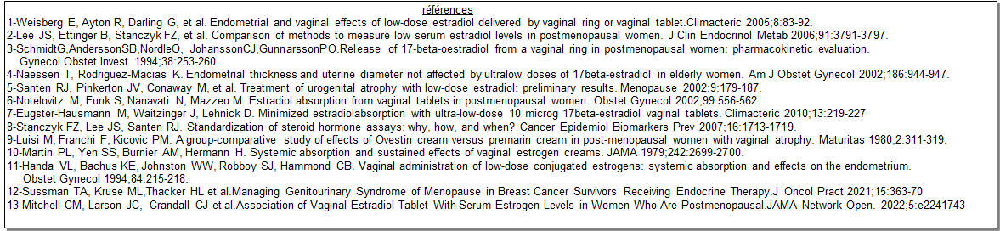 références
1-Weisberg E, Ayton R, Darling G, et al. Endometrial and vaginal effects of low-dose estradiol delivered by vaginal ring or vaginal tablet.Climacteric 2005;8:83-92.
2-Lee JS, Ettinger B, Stanczyk FZ, et al. Comparison of methods to measure low serum estradiol levels in postmenopausal women. J Clin Endocrinol Metab 2006;91:3791-3797.
3-SchmidtG,AnderssonSB,NordleO, JohanssonCJ,GunnarssonPO.Release of 17-beta-oestradiol from a vaginal ring in postmenopausal women: pharmacokinetic evaluation.
Gynecol Obstet Invest 1994;38:253-260.
4-Naessen T, Rodriguez-Macias K. Endometrial thickness and uterine diameter not affected by ultralow doses of 17beta-estradiol in elderly women. Am J Obstet Gynecol 2002;186:944-947.
5-Santen RJ, Pinkerton JV, Conaway M, et al. Treatment of urogenital atrophy with low-dose estradiol: preliminary results. Menopause 2002;9:179-187.
6-Notelovitz M, Funk S, Nanavati N, Mazzeo M. Estradiol absorption from vaginal tablets in postmenopausal women. Obstet Gynecol 2002;99:556-562
7-Eugster-Hausmann M, Waitzinger J, Lehnick D. Minimized estradiolabsorption with ultra-low-dose 10 microg 17beta-estradiol vaginal tablets. Climacteric 2010;13:219-227
8-Stanczyk FZ, Lee JS, Santen RJ. Standardization of steroid hormone assays: why, how, and when? Cancer Epidemiol Biomarkers Prev 2007;16:1713-1719.
9-Luisi M, Franchi F, Kicovic PM. A group-comparative study of effects of Ovestin cream versus premarin cream in post-menopausal women with vaginal atrophy. Maturitas 1980;2:311-319.
10-Martin PL, Yen SS, Burnier AM, Hermann H. Systemic absorption and sustained effects of vaginal estrogen creams. JAMA 1979;242:2699-2700.
11-Handa VL, Bachus KE, Johnston WW, Robboy SJ, Hammond CB. Vaginal administration of low-dose conjugated estrogens: systemic absorption and effects on the endometrium.
Obstet Gynecol 1994;84:215-218.
12-Sussman TA, Kruse ML,Thacker HL et al.Managing Genitourinary Syndrome of Menopause in Breast Cancer Survivors Receiving Endocrine Therapy.J Oncol Pract 2021;15:363-70
13-Mitchell CM, Larson JC, Crandall CJ et al.Association of Vaginal Estradiol Tablet With Serum Estrogen Levels in Women Who Are Postmenopausal.JAMA Network Open. 2022;5:e2241743